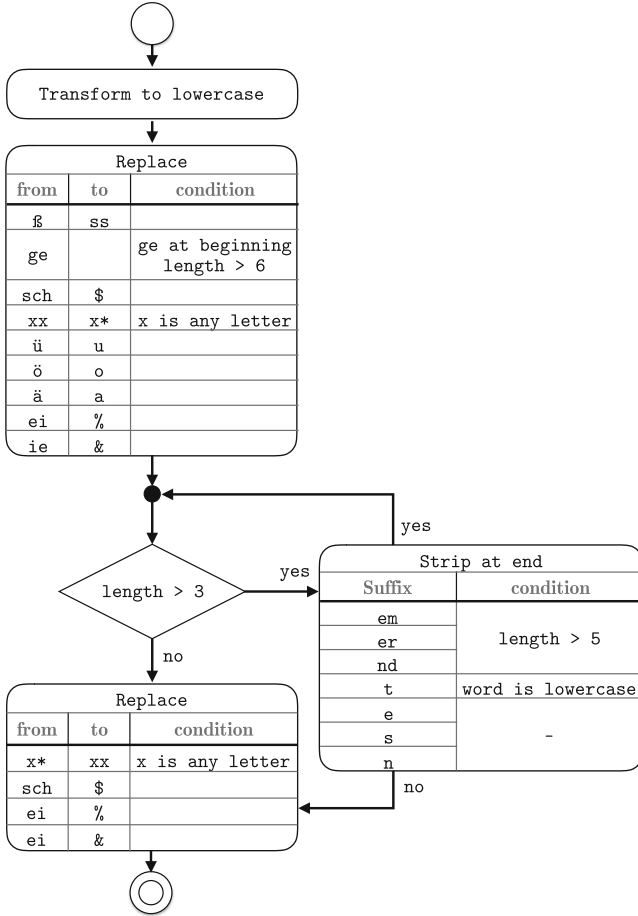 Transform to lowercase
Replace
from to condition
ß ss
ge ge at beginning
length > 6
sch $
xx x* x is any letter
ü u
ö o
ä a
ei %
ie &
yes
length > 3
yes
no
Strip at end
Suffix condition
em
er length > 5
nd
t word is lowercase
e
s -
n
no
Replace
from to condition
x* xx x is any letter
sch $
ei %
ei &